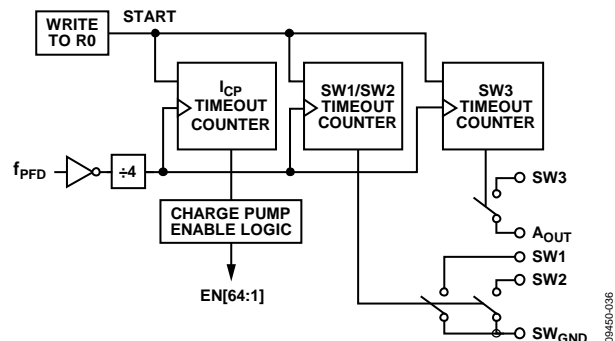 WRITE
TO R0
START
ICP
TIMEOUT
COUNTER
SW1/SW2
TIMEOUT
COUNTER
SW3
TIMEOUT
COUNTER
fPFD
÷4
CHARGE PUMP
ENABLE LOGIC
EN[64:1]
SW3
AOUT
SW1
SW2
SWGND
09450-036